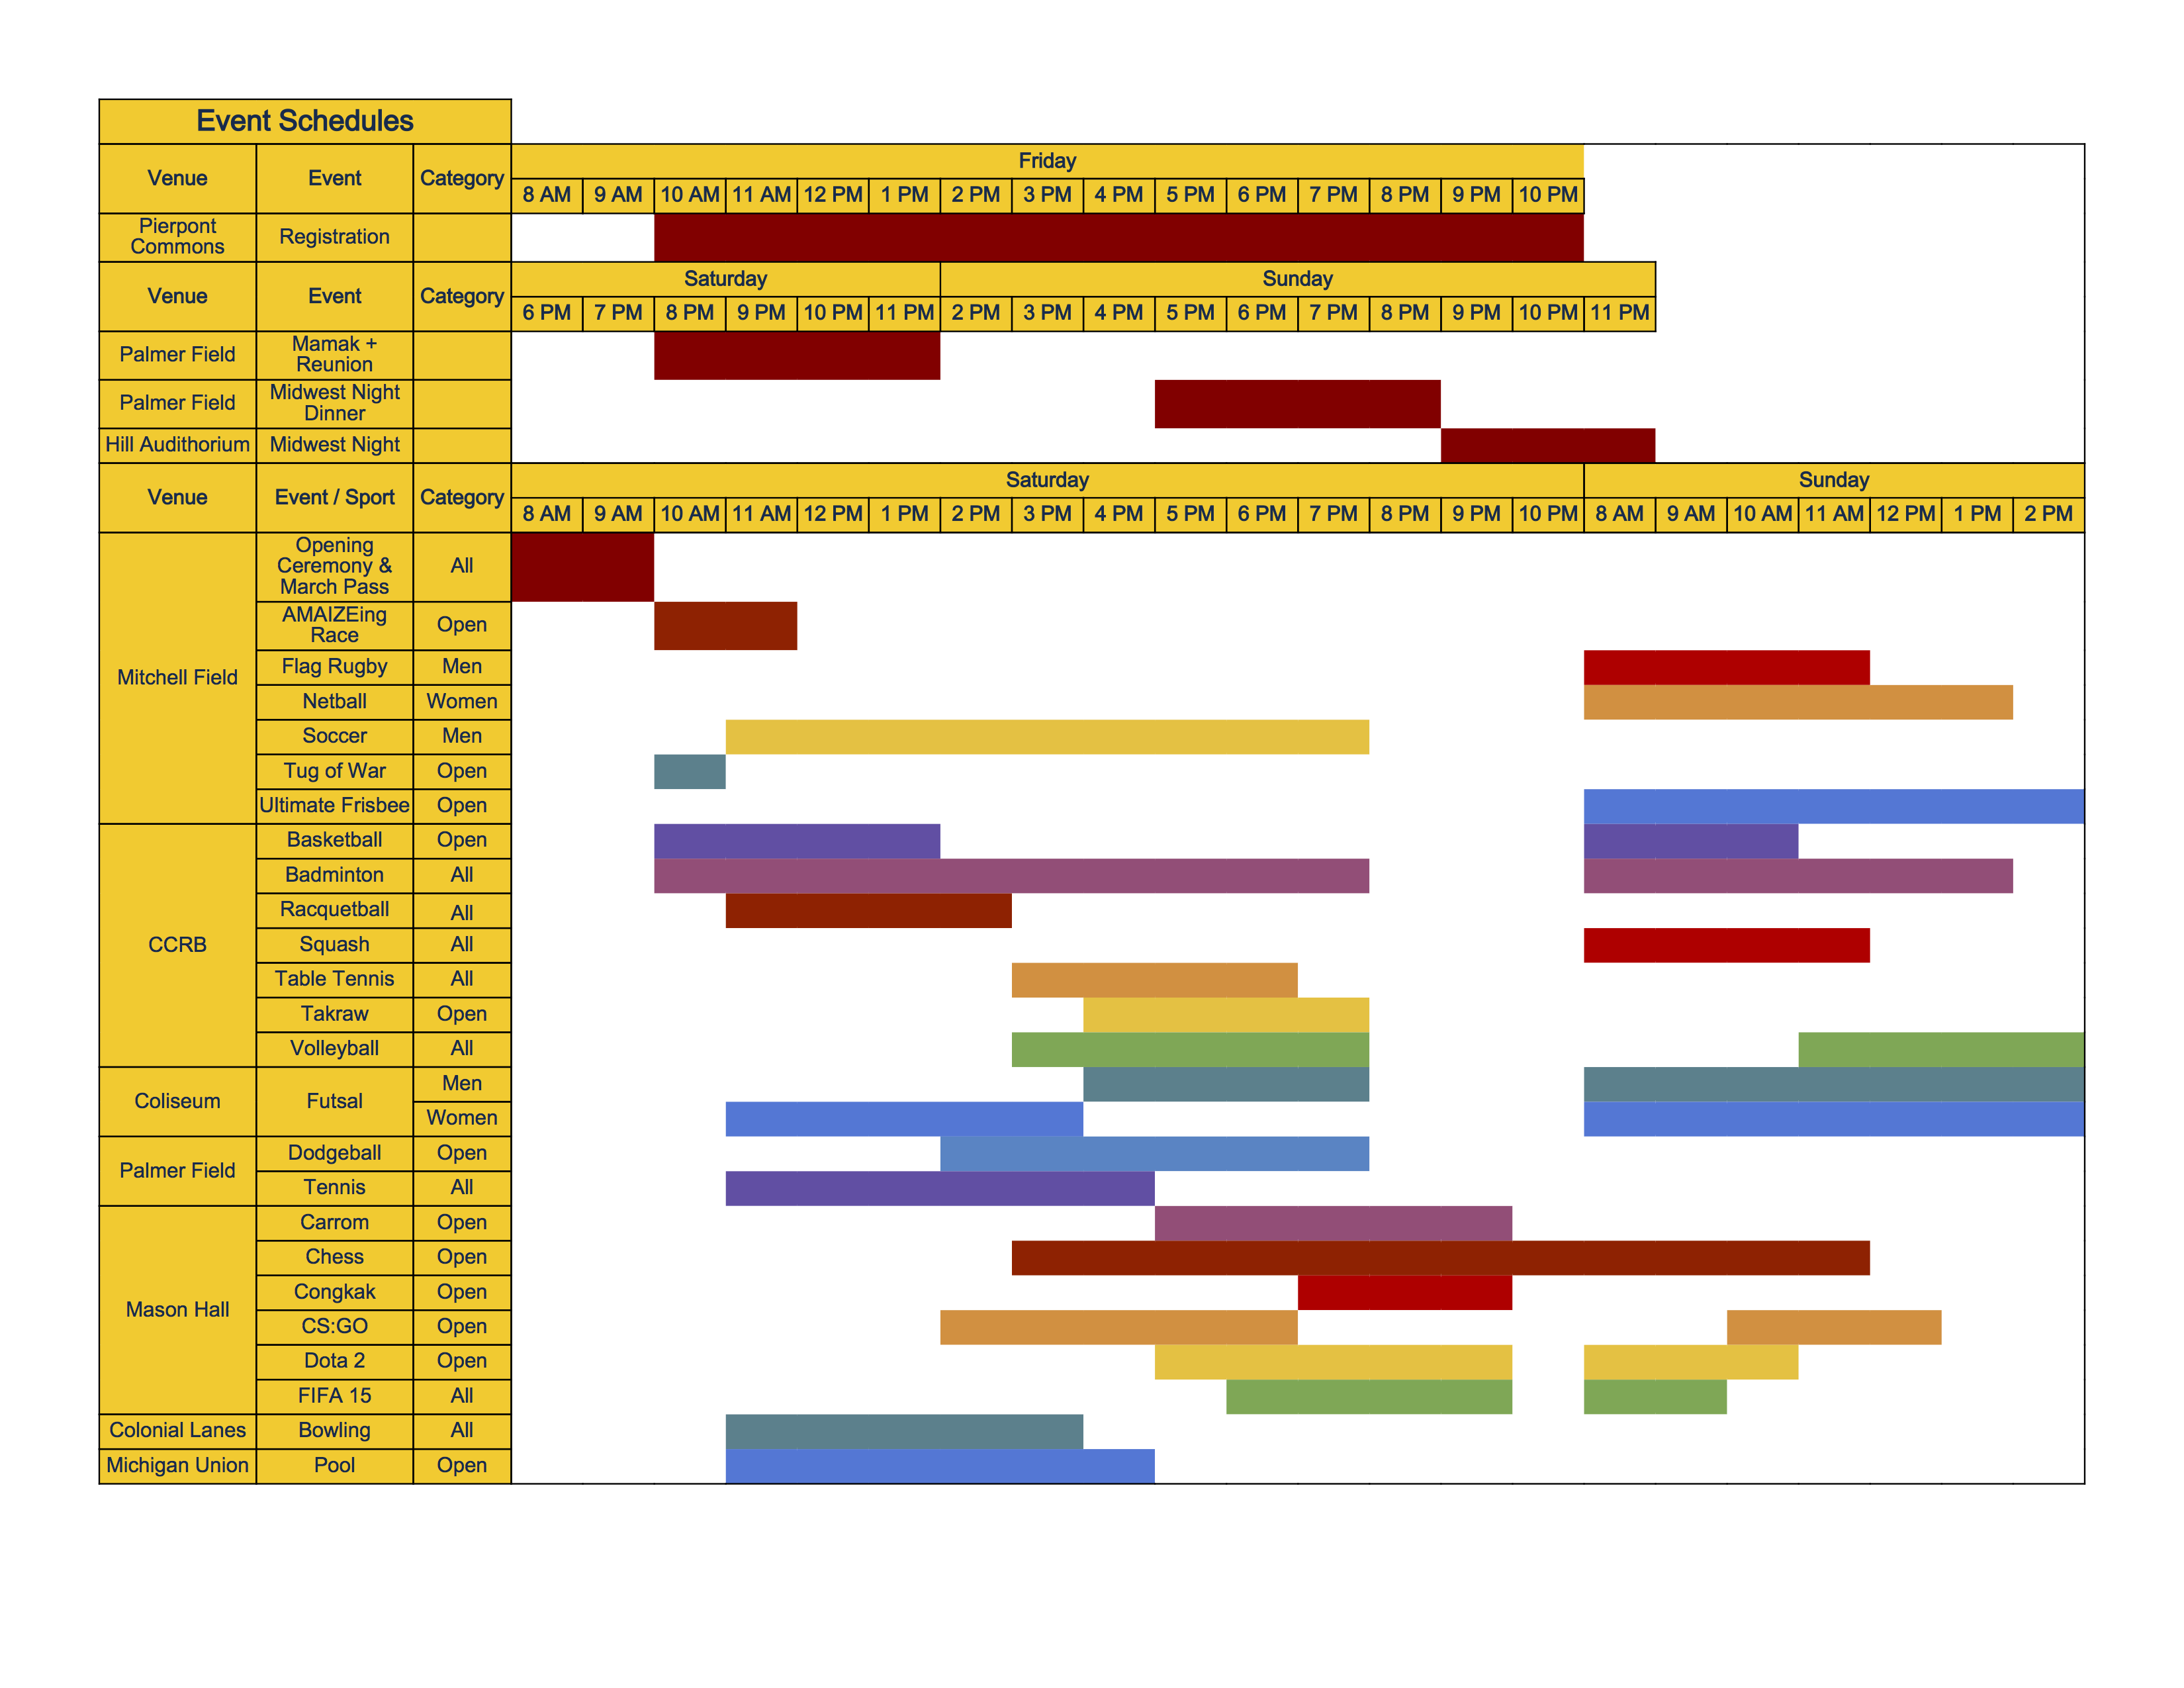 Event Schedules
Venue Event Category Friday
8 AM 9 AM 10 AM 11 AM 12 PM 1 PM 2 PM 3 PM 4 PM 5 PM 6 PM 7 PM 8 PM 9 PM 10 PM
Pierpont
Commons Registration
Venue Event Category Saturday Sunday
6 PM 7 PM 8 PM 9 PM 10 PM 11 PM 2 PM 3 PM 4 PM 5 PM 6 PM 7 PM 8 PM 9 PM 10 PM 11 PM
Palmer Field Mamak +
Reunion
Palmer Field Midwest Night
Dinner
Hill Audithorium Midwest Night
Venue Event / Sport Category Saturday Sunday
8 AM 9 AM 10 AM 11 AM 12 PM 1 PM 2 PM 3 PM 4 PM 5 PM 6 PM 7 PM 8 PM 9 PM 10 PM 8 AM 9 AM 10 AM 11 AM 12 PM 1 PM 2 PM
Mitchell Field
Opening
Ceremony &
March Pass All
AMAIZEing
Race Open
Flag Rugby Men
Netball Women
Soccer Men
Tug of War Open
Ultimate Frisbee Open
CCRB
Basketball Open
Badminton All
Racquetball All
Squash All
Table Tennis All
Takraw Open
Volleyball All
Coliseum Futsal Men
Women
Palmer Field
Dodgeball Open
Tennis All
Mason Hall
Carrom Open
Chess Open
Congkak Open
CS:GO Open
Dota 2 Open
FIFA 15 All
Colonial Lanes Bowling All
Michigan Union Pool Open